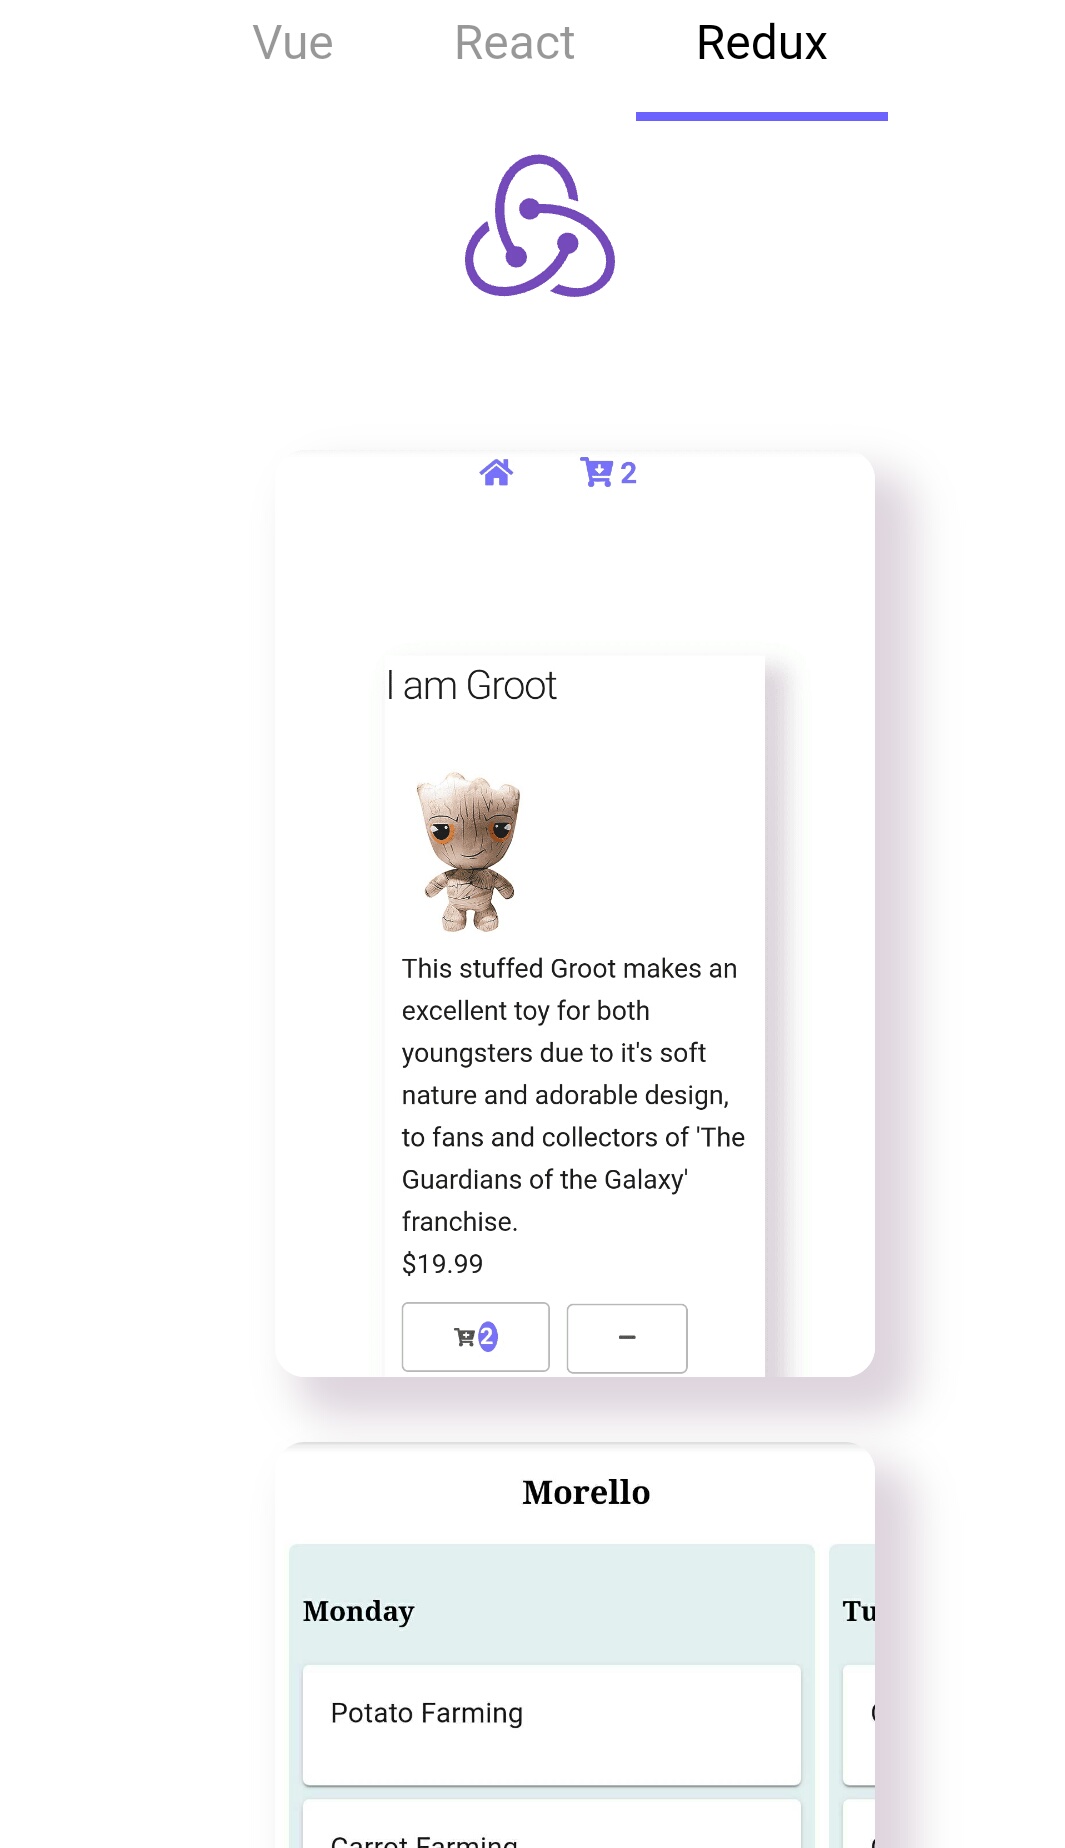 Vue React Redux
2
I am Groot
This stuffed Groot makes an
excellent toy for both
youngsters due to it's soft
nature and adorable design,
to fans and collectors of 'The
Guardians of the Galaxy'
franchise.
$19.99
2 –
Morello
Monday Tu
Potato Farming
Carrot Farming